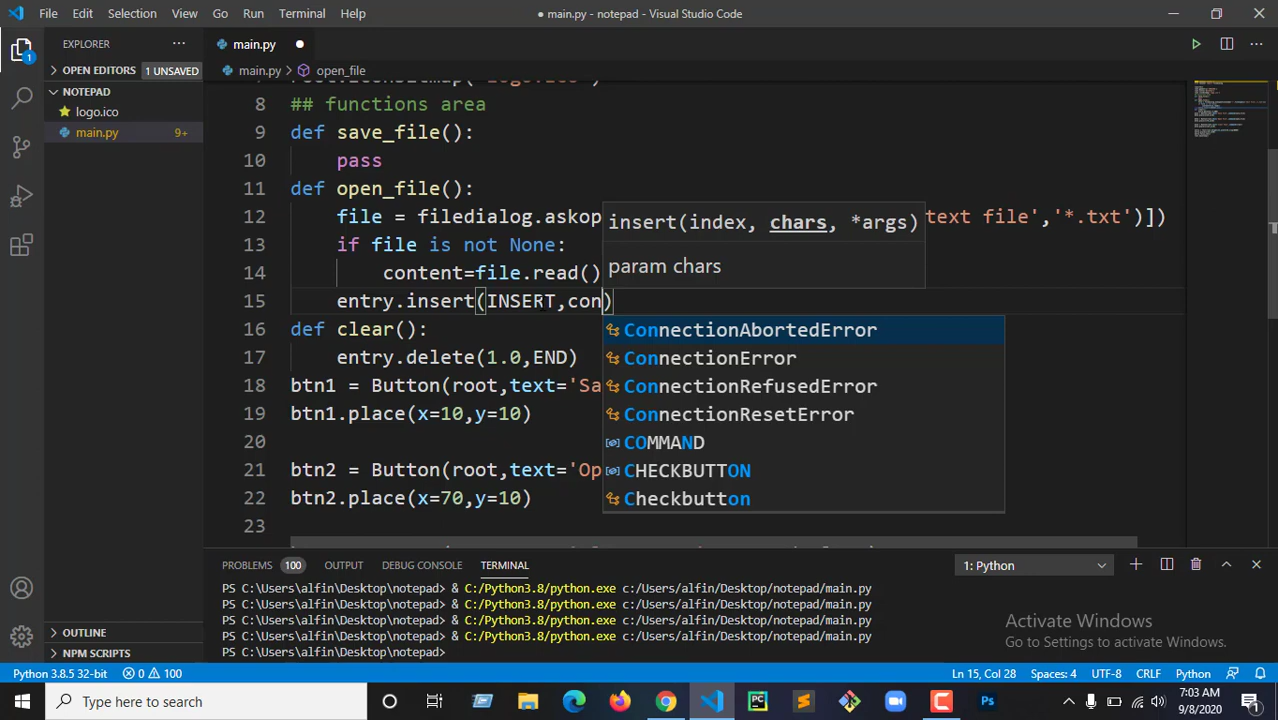 File Edit Selection View Go Run Terminal Help
● main.py - notepad - Visual Studio Code
EXPLORER
main.py
OPEN EDITORS 1 UNSAVED
main.py > open_file
NOTEPAD
logo.ico
main.py 9+
8 ## functions area
9 def save_file():
10 pass
11 def open_file():
12 file = filedialog.askop text file','*.txt')])
13 if file is not None:
14 content=file.read()
15 entry.insert(INSERT,con)
16 def clear():
17 entry.delete(1.0,END)
18 btn1 = Button(root,text='Sa
19 btn1.place(x=10,y=10)
20
21 btn2 = Button(root,text='Op
22 btn2.place(x=70,y=10)
23
insert(index, chars, *args)
param chars
ConnectionAbortedError
ConnectionError
ConnectionRefusedError
ConnectionResetError
COMMAND
CHECKBUTTON
Checkbutton
PROBLEMS 100 OUTPUT DEBUG CONSOLE TERMINAL 1: Python
PS C:\Users\alfin\Desktop\notepad> & C:/Python3.8/python.exe c:/Users/alfin/Desktop/notepad/main.py
PS C:\Users\alfin\Desktop\notepad> & C:/Python3.8/python.exe c:/Users/alfin/Desktop/notepad/main.py
PS C:\Users\alfin\Desktop\notepad> & C:/Python3.8/python.exe c:/Users/alfin/Desktop/notepad/main.py
PS C:\Users\alfin\Desktop\notepad> & C:/Python3.8/python.exe c:/Users/alfin/Desktop/notepad/main.py
PS C:\Users\alfin\Desktop\notepad>
Activate Windows
Go to Settings to activate Windows.
OUTLINE
NPM SCRIPTS
Python 3.8.5 32-bit 0 100 Ln 15, Col 28 Spaces: 4 UTF-8 CRLF Python
Type here to search
7:03 AM
9/8/2020